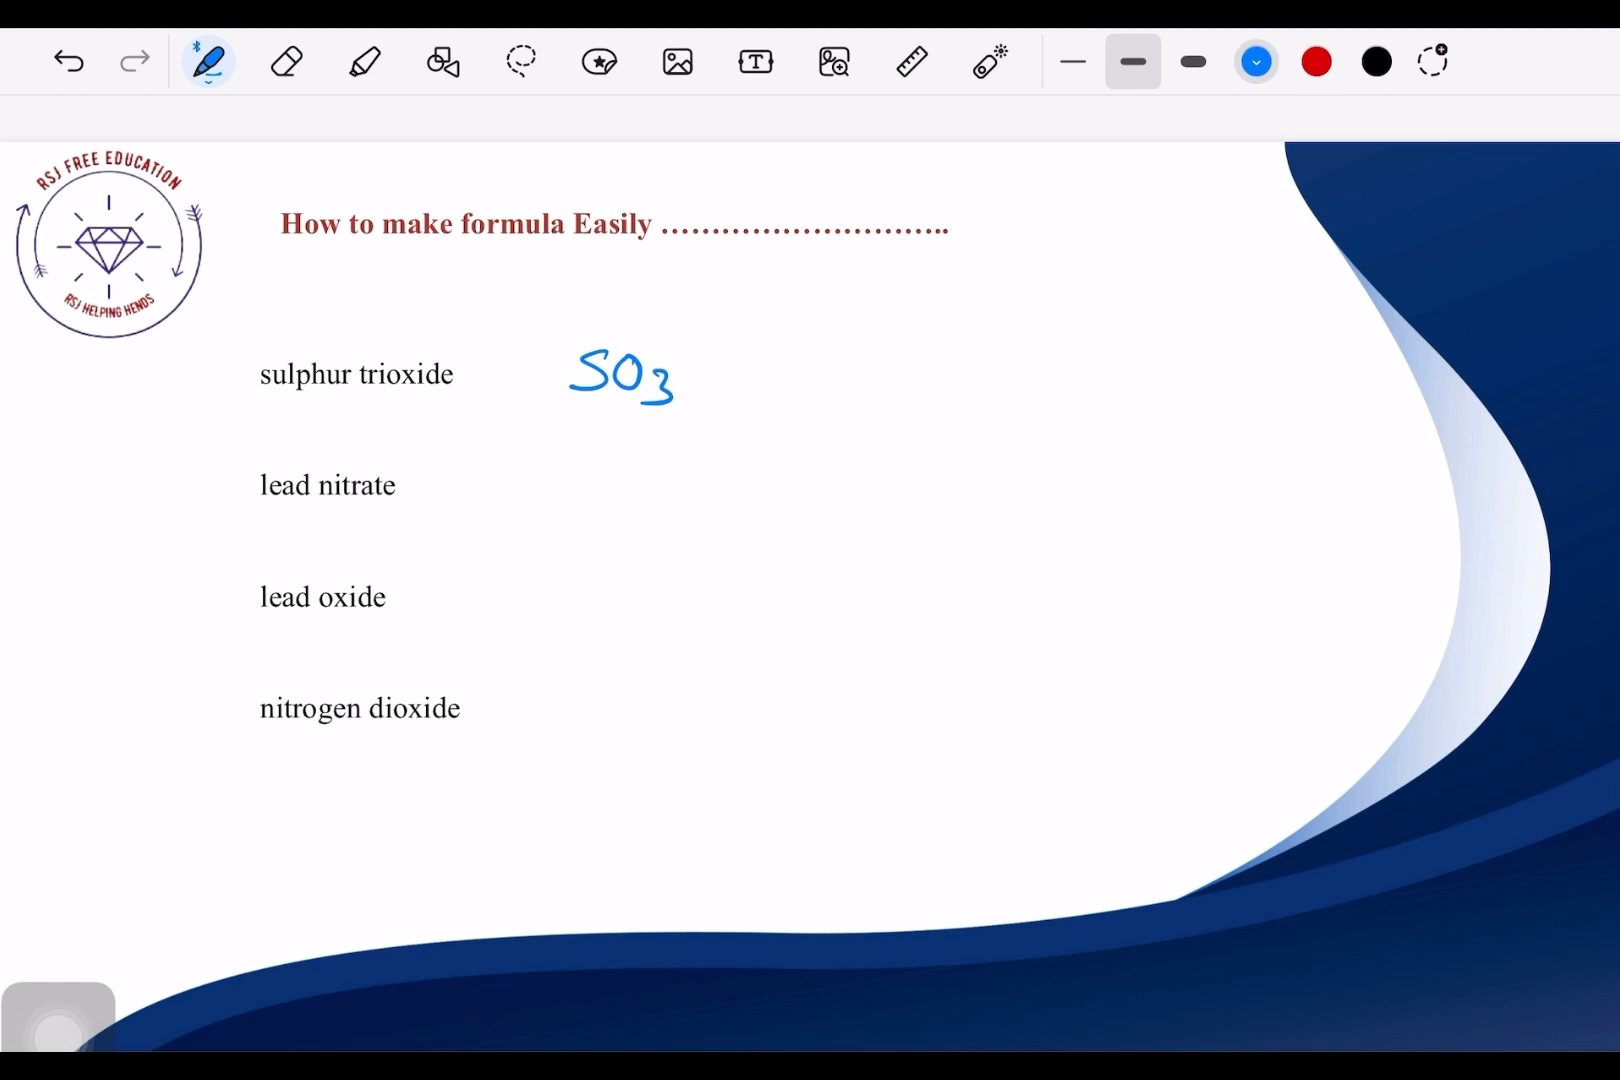 RSJ FREE EDUCATION
RSJ HELPING HENDS
How to make formula Easily ..............................
sulphur trioxide SO3
lead nitrate
lead oxide
nitrogen dioxide